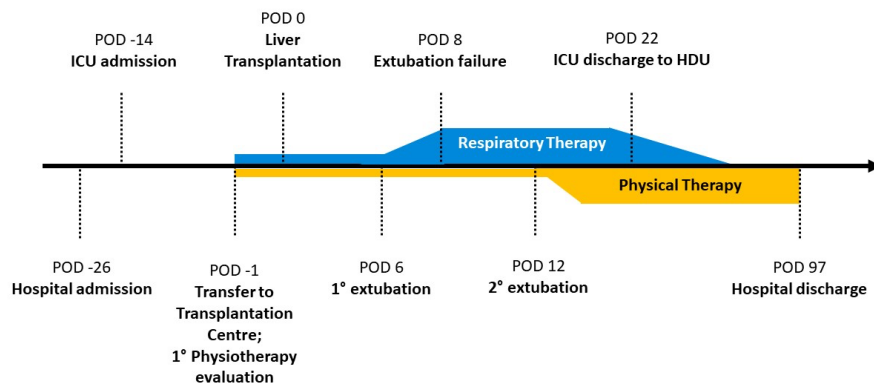 POD -14
ICU admission
POD 0
Liver
Transplantation
POD 8
Extubation failure
POD 22
ICU discharge to HDU
Respiratory Therapy
Physical Therapy
POD -26
Hospital admission
POD -1
Transfer to
Transplantation
Centre;
1° Physiotherapy
evaluation
POD 6
1° extubation
POD 12
2° extubation
POD 97
Hospital discharge